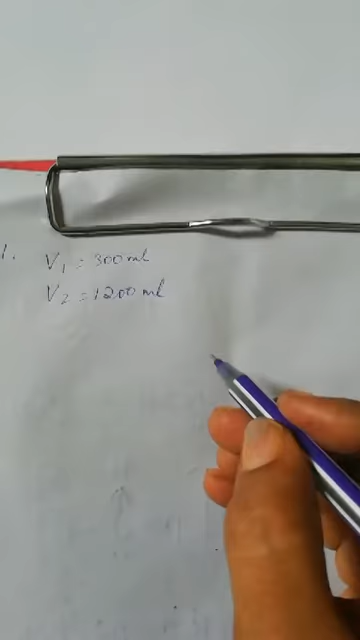 1. V₁ = 300 ml
V₂ = 1200 ml